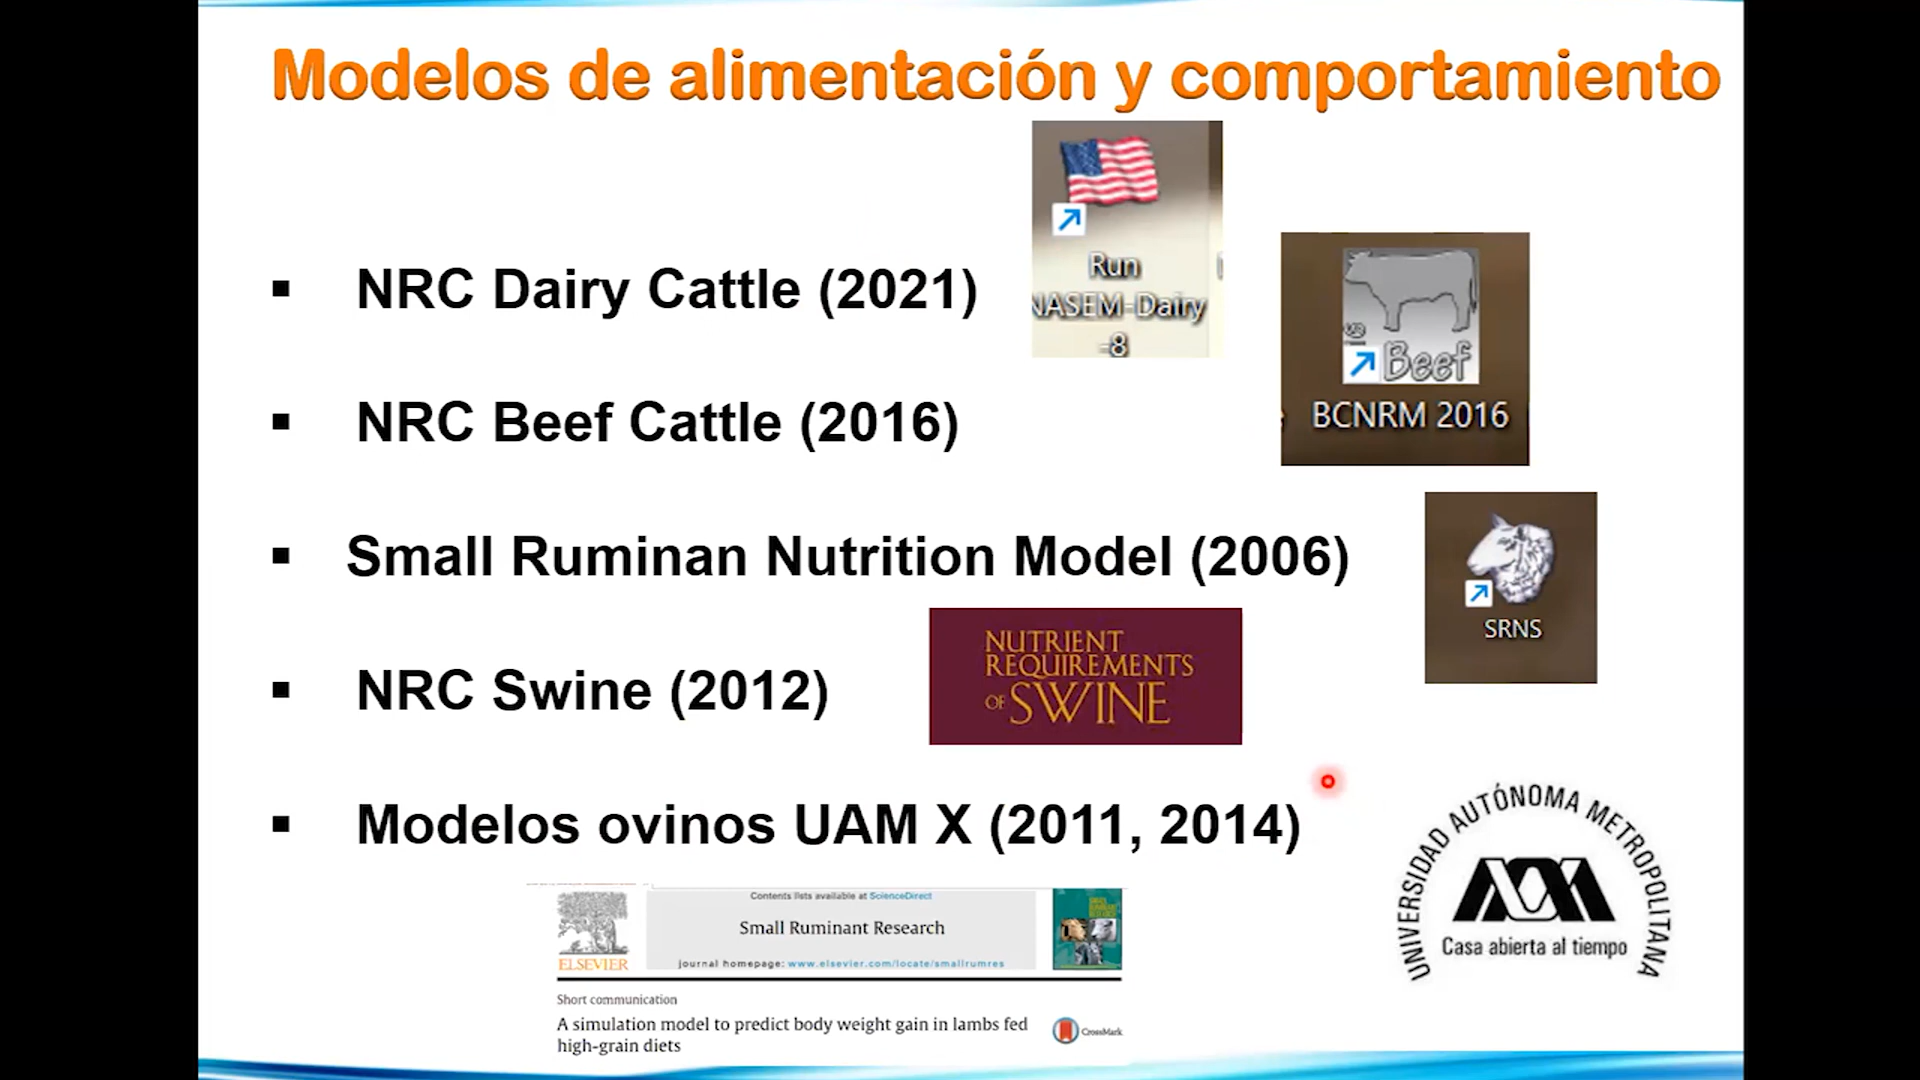 Modelos de alimentación y comportamiento
Run
NASEM-Dairy
-8
▪ NRC Dairy Cattle (2021)
Beef
BCNRM 2016
▪ NRC Beef Cattle (2016)
▪ Small Ruminan Nutrition Model (2006)
SRNS
NUTRIENT
REQUIREMENTS
OF SWINE
▪ NRC Swine (2012)
▪ Modelos ovinos UAM X (2011, 2014)
UNIVERSIDAD AUTÓNOMA METROPOLITANA
Casa abierta al tiempo
Contents lists available at ScienceDirect
Small Ruminant Research
journal homepage: www.elsevier.com/locate/smallrumres
ELSEVIER
Short communication
A simulation model to predict body weight gain in lambs fed
high-grain diets
CrossMark